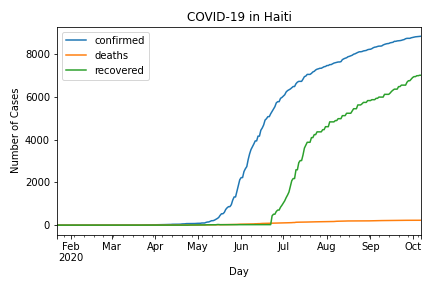 COVID-19 in Haiti
confirmed
deaths
recovered
Number of Cases
8000
6000
4000
2000
0
Feb Mar Apr May Jun Jul Aug Sep Oct
2020
Day